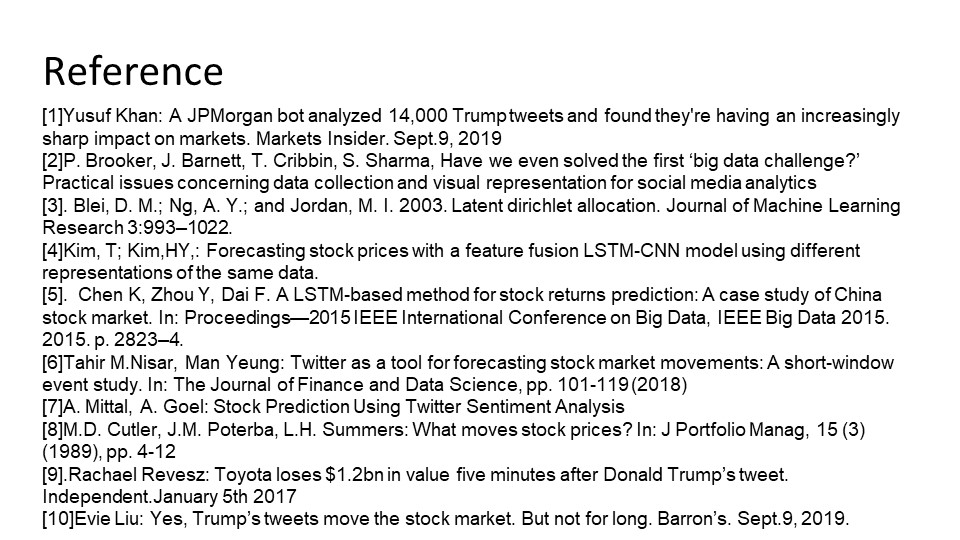 Reference
[1]Yusuf Khan: A JPMorgan bot analyzed 14,000 Trump tweets and found they're having an increasingly
sharp impact on markets. Markets Insider. Sept.9, 2019
[2]P. Brooker, J. Barnett, T. Cribbin, S. Sharma, Have we even solved the first ‘big data challenge?’
Practical issues concerning data collection and visual representation for social media analytics
[3]. Blei, D. M.; Ng, A. Y.; and Jordan, M. I. 2003. Latent dirichlet allocation. Journal of Machine Learning
Research 3:993–1022.
[4]Kim, T; Kim,HY,: Forecasting stock prices with a feature fusion LSTM-CNN model using different
representations of the same data.
[5]. Chen K, Zhou Y, Dai F. A LSTM-based method for stock returns prediction: A case study of China
stock market. In: Proceedings—2015 IEEE International Conference on Big Data, IEEE Big Data 2015.
2015. p. 2823–4.
[6]Tahir M.Nisar, Man Yeung: Twitter as a tool for forecasting stock market movements: A short-window
event study. In: The Journal of Finance and Data Science, pp. 101-119 (2018)
[7]A. Mittal, A. Goel: Stock Prediction Using Twitter Sentiment Analysis
[8]M.D. Cutler, J.M. Poterba, L.H. Summers: What moves stock prices? In: J Portfolio Manag, 15 (3)
(1989), pp. 4-12
[9].Rachael Revesz: Toyota loses $1.2bn in value five minutes after Donald Trump’s tweet.
Independent.January 5th 2017
[10]Evie Liu: Yes, Trump’s tweets move the stock market. But not for long. Barron’s. Sept.9, 2019.